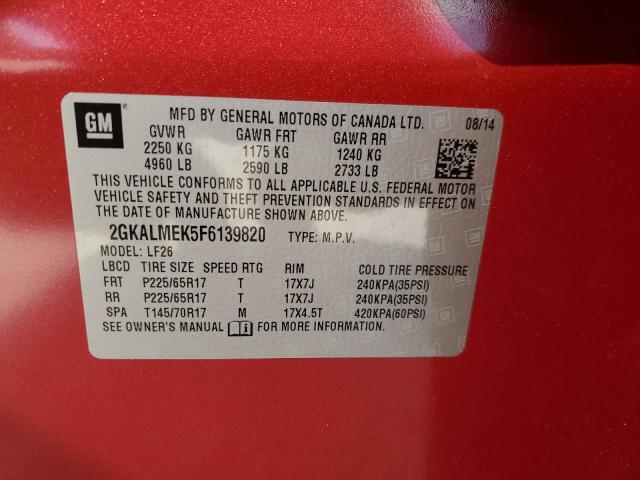 GM
MFD BY GENERAL MOTORS OF CANADA LTD. 08/14
GVWR GAWR FRT GAWR RR
2250 KG 1175 KG 1240 KG
4960 LB 2590 LB 2733 LB
THIS VEHICLE CONFORMS TO ALL APPLICABLE U.S. FEDERAL MOTOR
VEHICLE SAFETY AND THEFT PREVENTION STANDARDS IN EFFECT ON
THE DATE OF MANUFACTURE SHOWN ABOVE.
2GKALMEK5F6139820 TYPE: M.P.V.
MODEL: LF26
LBCD TIRE SIZE SPEED RTG RIM COLD TIRE PRESSURE
FRT P225/65R17 T 17X7J 240KPA(35PSI)
RR P225/65R17 T 17X7J 240KPA(35PSI)
SPA T145/70R17 M 17X4.5T 420KPA(60PSI)
SEE OWNER'S MANUAL FOR MORE INFORMATION.